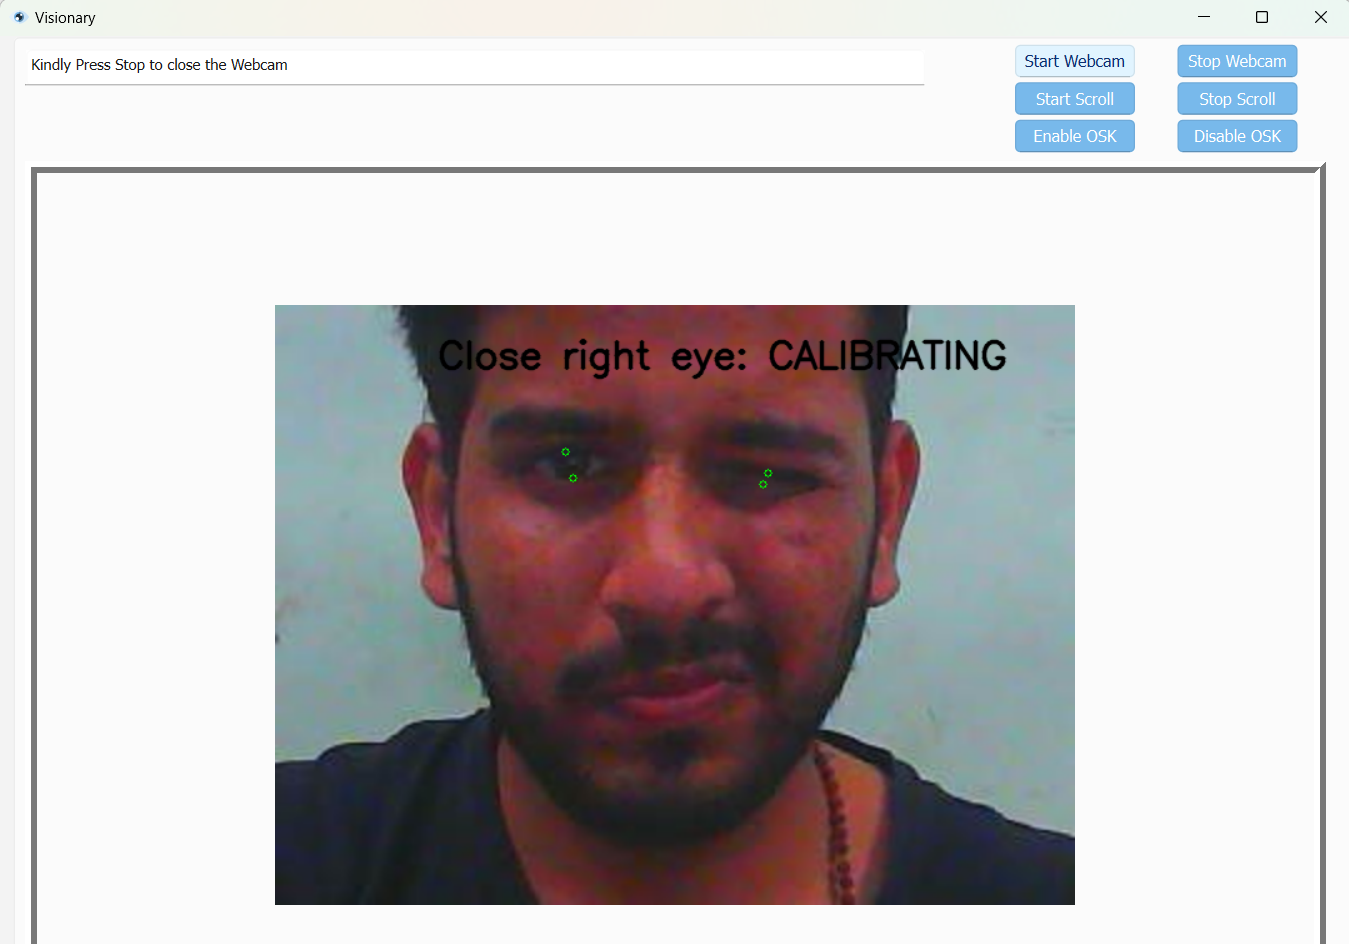 Visionary
Kindly Press Stop to close the Webcam
Start Webcam
Stop Webcam
Start Scroll
Stop Scroll
Enable OSK
Disable OSK
Close right eye: CALIBRATING